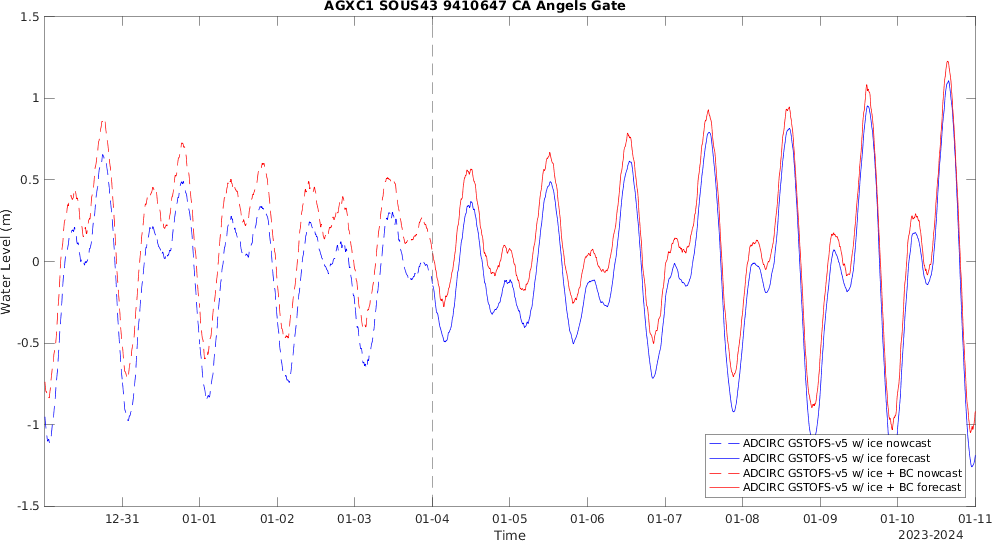 AGXC1 SOUS43 9410647 CA Angels Gate
1.5
1
0.5
0
-0.5
-1
-1.5
Water Level (m)
ADCIRC GSTOFS-v5 w/ ice nowcast
ADCIRC GSTOFS-v5 w/ ice forecast
ADCIRC GSTOFS-v5 w/ ice + BC nowcast
ADCIRC GSTOFS-v5 w/ ice + BC forecast
12-31 01-01 01-02 01-03 01-04 01-05 01-06 01-07 01-08 01-09 01-10 01-11
Time
2023-2024